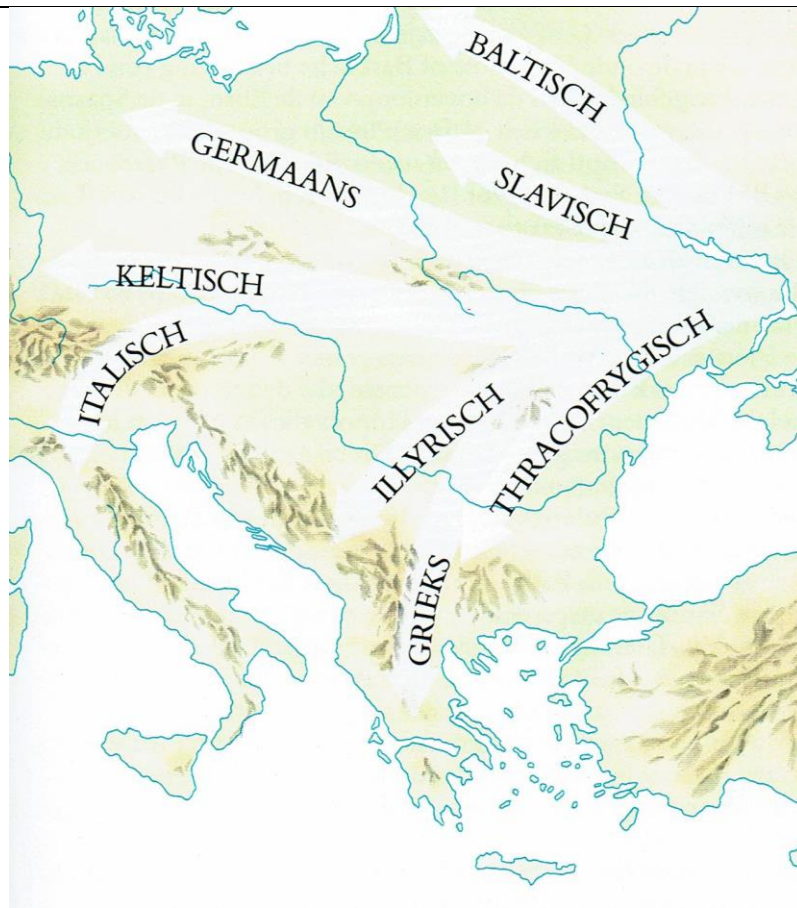 BALTISCH
GERMAANS
SLAVISCH
KELTISCH
ITALISCH
ILLYRISCH
THRACOFRYGISCH
GRIEKS